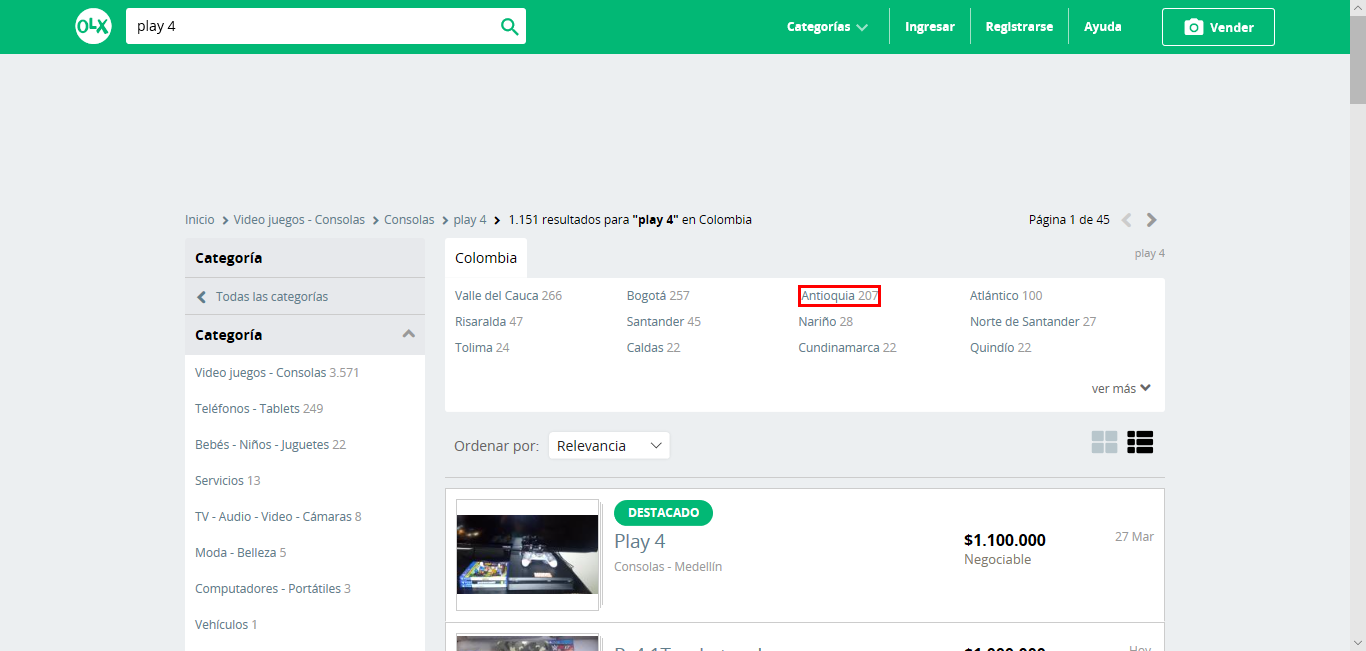 OLX play 4 Categorías Ingresar Registrarse Ayuda Vender
Inicio Video juegos - Consolas Consolas play 4 1.151 resultados para "play 4" en Colombia Página 1 de 45
Categoría
Todas las categorías
Categoría
Video juegos - Consolas 3.571
Teléfonos - Tablets 249
Bebés - Niños - Juguetes 22
Servicios 13
TV - Audio - Video - Cámaras 8
Moda - Belleza 5
Computadores - Portátiles 3
Vehículos 1
Colombia play 4
Valle del Cauca 266 Bogotá 257 Antioquia 207 Atlántico 100
Risaralda 47 Santander 45 Nariño 28 Norte de Santander 27
Tolima 24 Caldas 22 Cundinamarca 22 Quindío 22
ver más
Ordenar por: Relevancia
DESTACADO
Play 4 $1.100.000 27 Mar
Consolas - Medellín Negociable